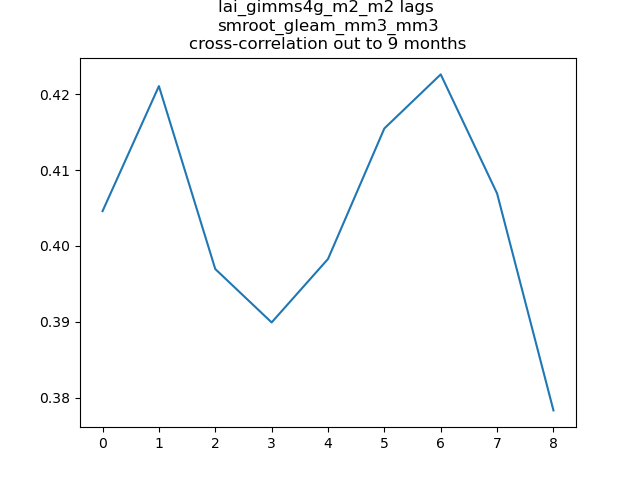 lai_gimms4g_m2_m2 lags
smroot_gleam_mm3_mm3
cross-correlation out to 9 months
0.42
0.41
0.40
0.39
0.38
0 1 2 3 4 5 6 7 8